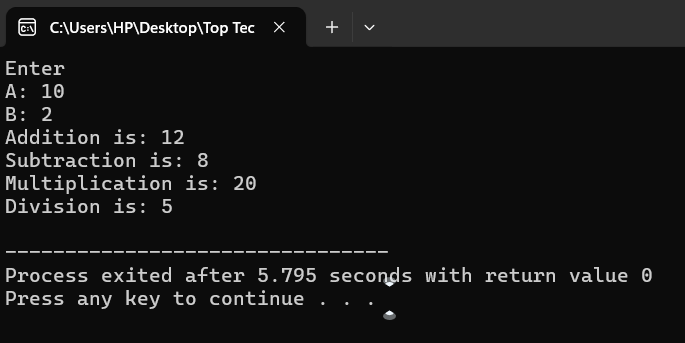 C:\Users\HP\Desktop\Top Tec
Enter
A: 10
B: 2
Addition is: 12
Subtraction is: 8
Multiplication is: 20
Division is: 5
--------------------------------
Process exited after 5.795 seconds with return value 0
Press any key to continue . . .